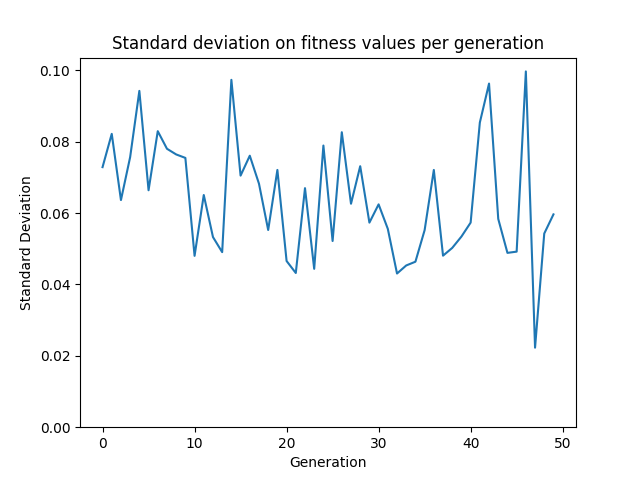 Standard deviation on fitness values per generation
Standard Deviation
0.10
0.08
0.06
0.04
0.02
0.00
0 10 20 30 40 50
Generation